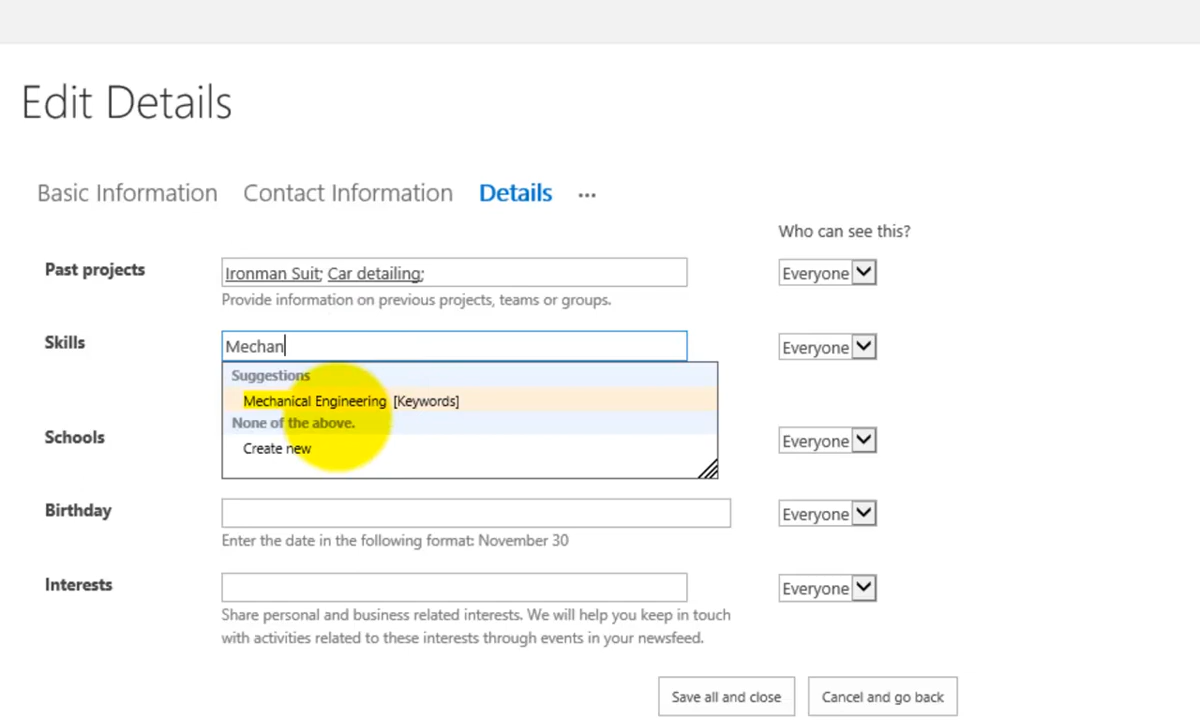 Edit Details
Basic Information Contact Information Details ...
Who can see this?
Past projects Ironman Suit; Car detailing; Everyone
Provide information on previous projects, teams or groups.
Skills Mechan Everyone
Suggestions
Mechanical Engineering [Keywords]
None of the above.
Schools Everyone
Create new
Birthday Everyone
Enter the date in the following format: November 30
Interests Everyone
Share personal and business related interests. We will help you keep in touch
with activities related to these interests through events in your newsfeed.
Save all and close Cancel and go back